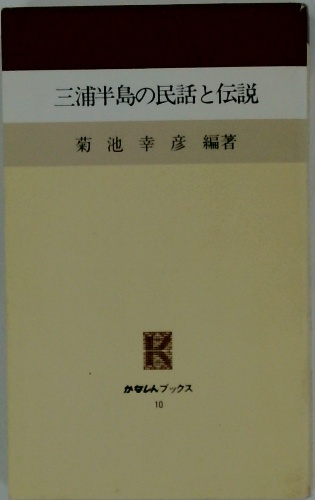 三浦半島の民話と伝説
菊池幸彦 編著
K
かなしんブックス
10